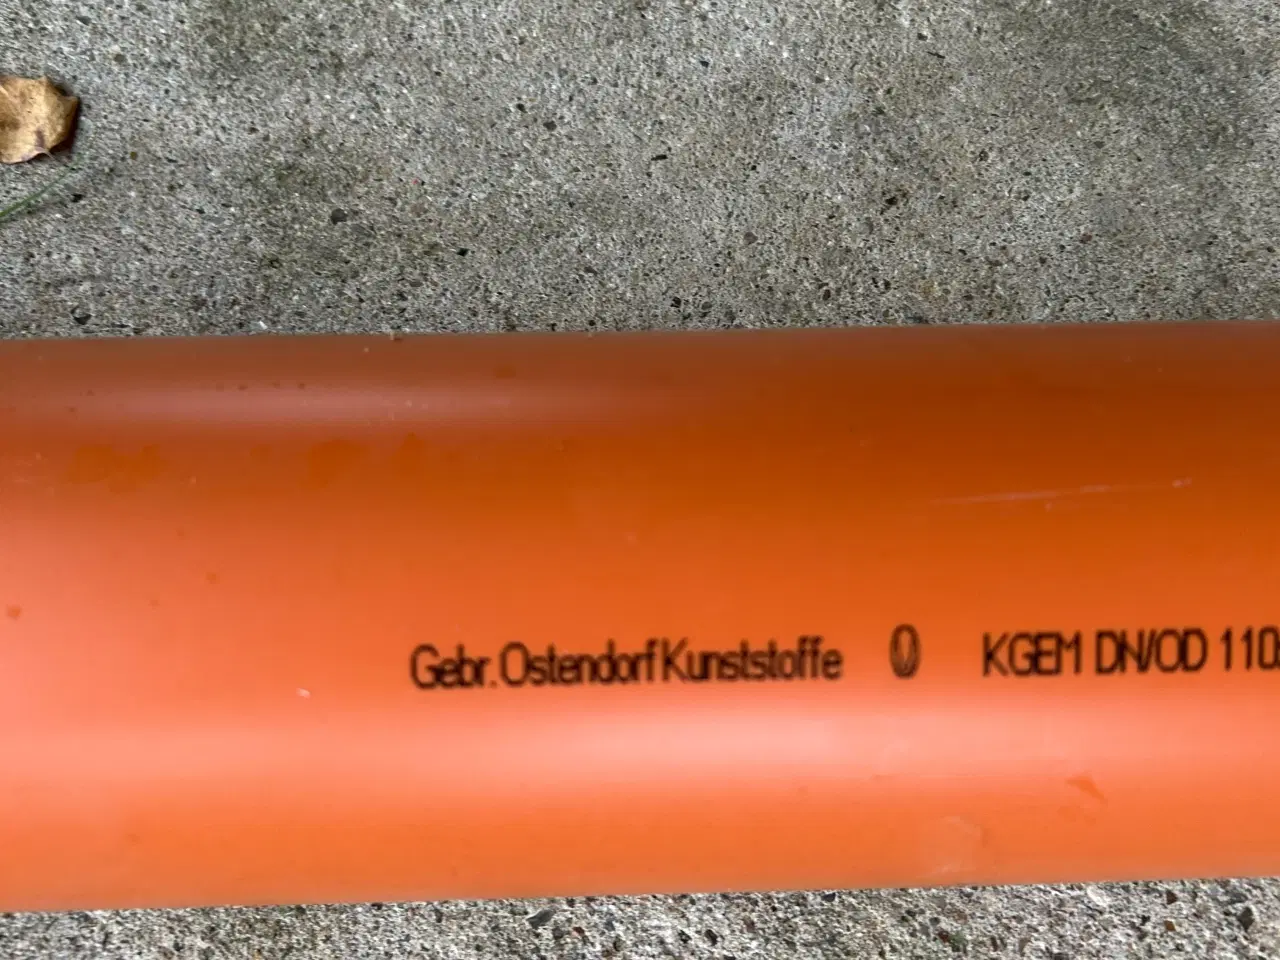 Gebr. Ostendorf Kunststoffe KGEM DN/OD 110